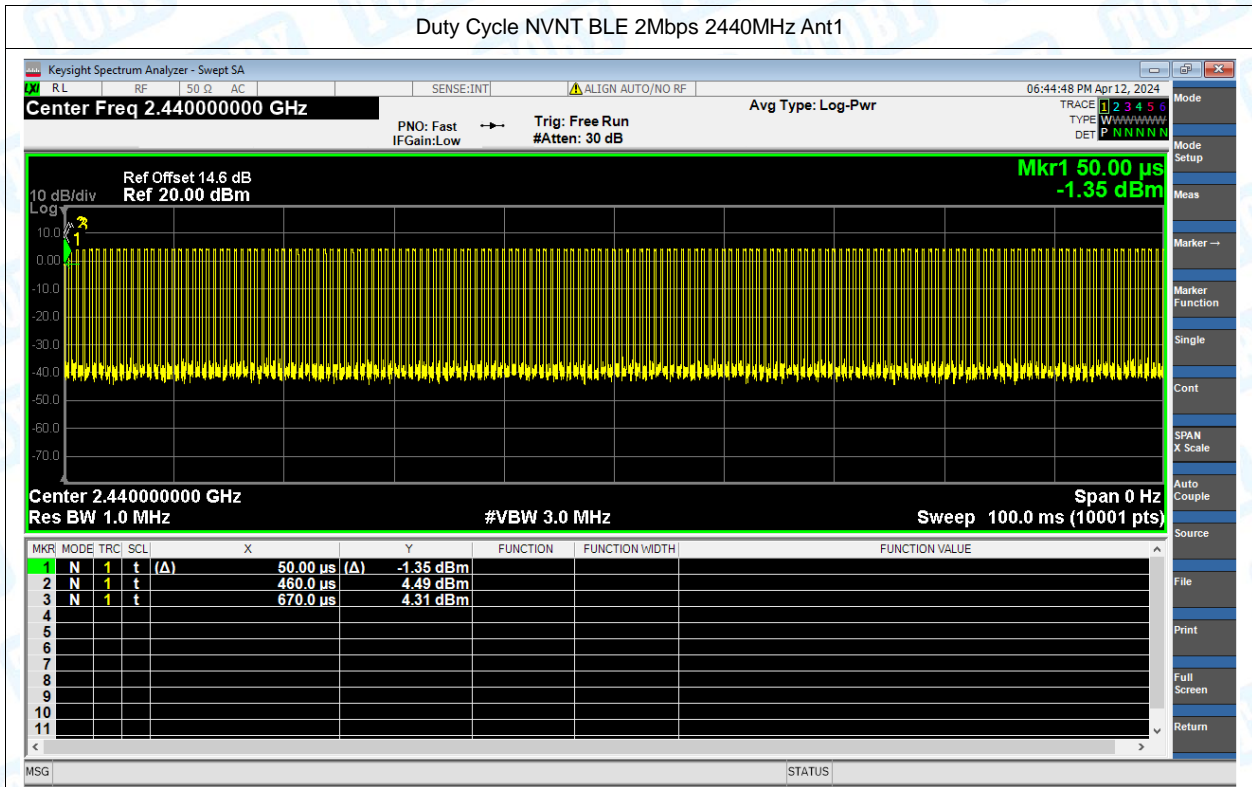 Duty Cycle NVNT BLE 2Mbps 2440MHz Ant1
Keysight Spectrum Analyzer - Swept SA
LXI RL RF 50 Ω AC SENSE:INT ALIGN AUTO/NO RF 06:44:48 PM Apr 12, 2024
Center Freq 2.440000000 GHz
Avg Type: Log-Pwr
TRACE 1 2 3 4 5 6
TYPE WWWWWW
DET P N N N N N
PNO: Fast
IFGain:Low
Trig: Free Run
#Atten: 30 dB
Mkr1 50.00 µs
-1.35 dBm
Ref Offset 14.6 dB
10 dB/div Ref 20.00 dBm
Log
10.0
0.00
-10.0
-20.0
-30.0
-40.0
-50.0
-60.0
-70.0
1
Center 2.440000000 GHz Span 0 Hz
Res BW 1.0 MHz #VBW 3.0 MHz Sweep 100.0 ms (10001 pts)
MKR MODE TRC SCL X Y FUNCTION FUNCTION WIDTH FUNCTION VALUE
1 N 1 t (Δ) 50.00 µs (Δ) -1.35 dBm
2 N 1 t 460.0 µs 4.49 dBm
3 N 1 t 670.0 µs 4.31 dBm
4
5
6
7
8
9
10
11
MSG STATUS
Mode
Mode
Setup
Meas
Marker →
Marker
Function
Single
Cont
SPAN
X Scale
Auto
Couple
Source
File
Print
Full
Screen
Return
TOBY